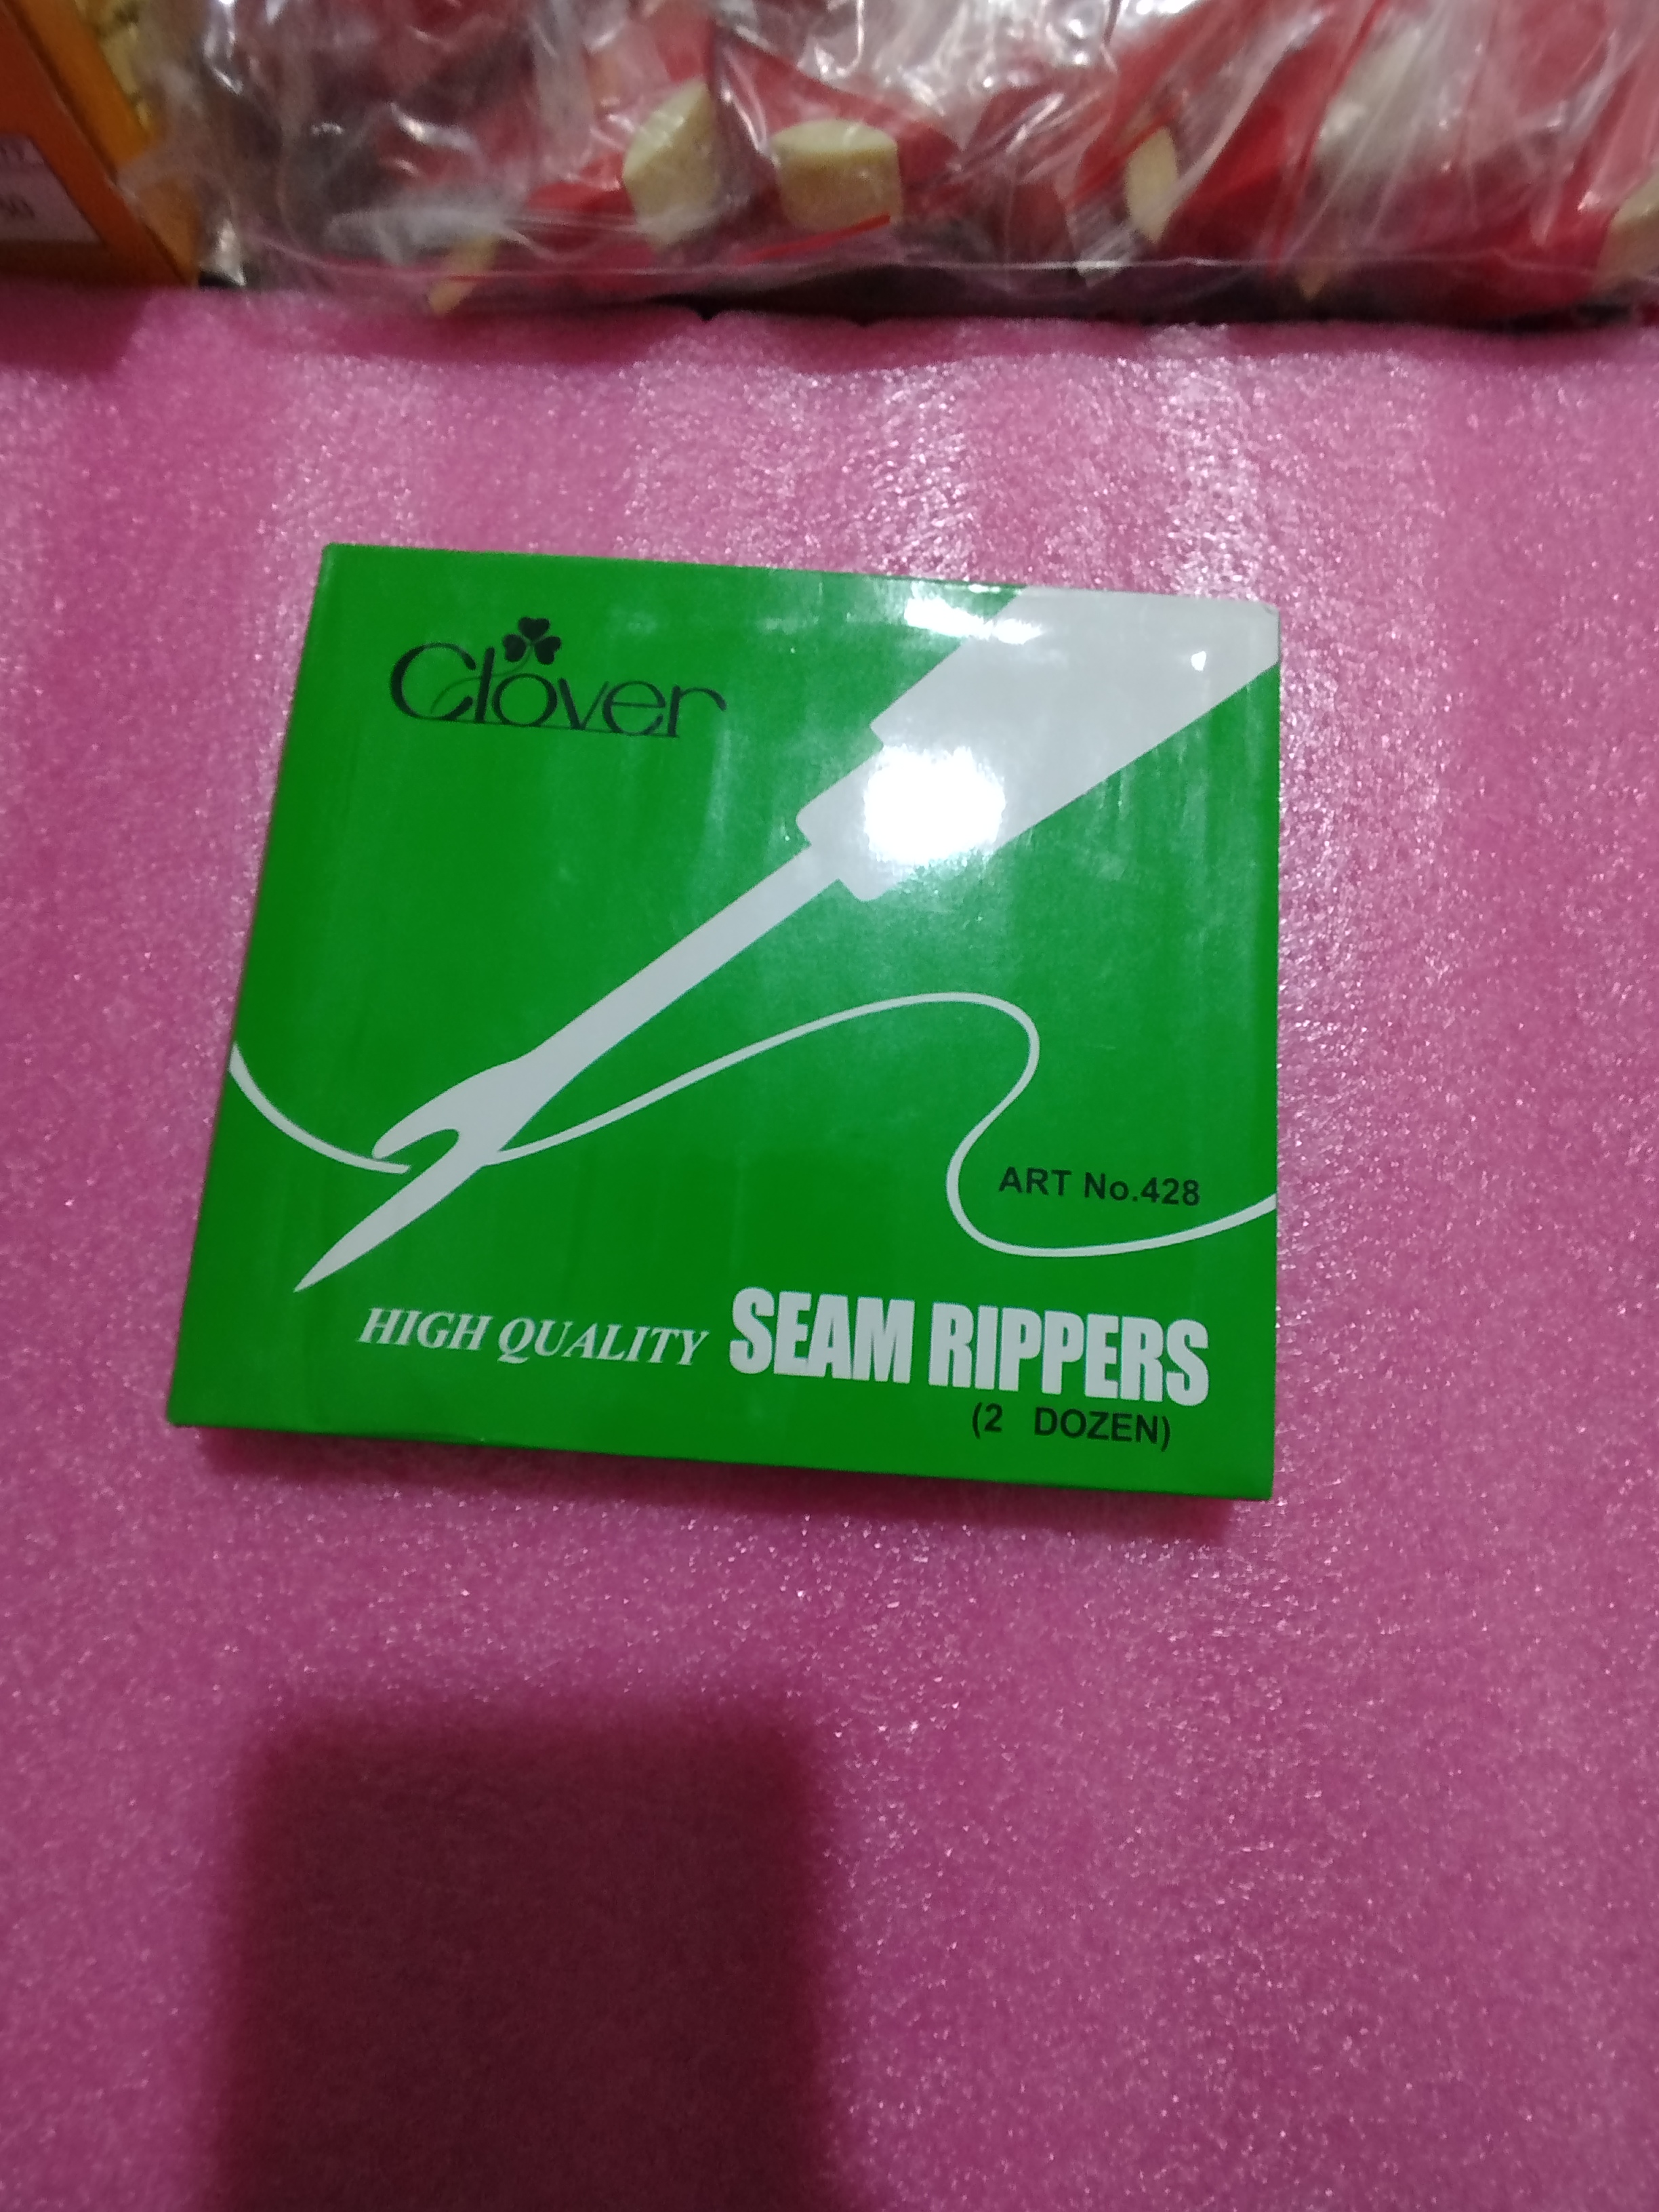 Clover
ART No.428
HIGH QUALITY SEAM RIPPERS
(2 DOZEN)